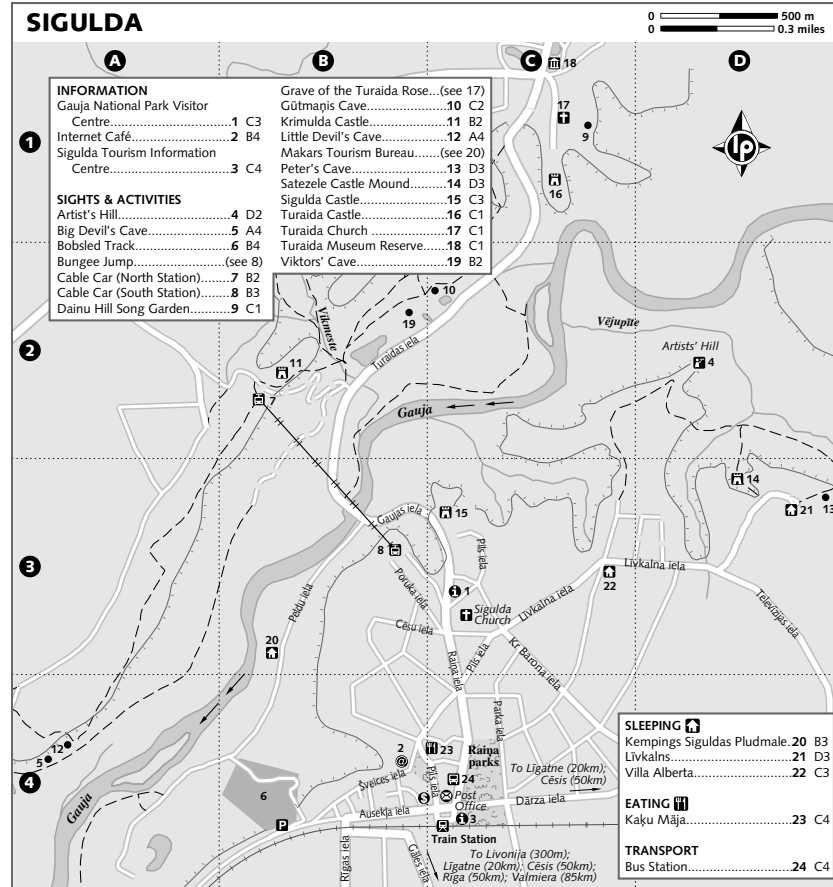 SIGULDA
0 500 m
0 0.3 miles
A B C D
1
2
3
4
INFORMATION
Gauja National Park Visitor
Centre..............................1 C3
Internet Café.......................2 B4
Sigulda Tourism Information
Centre..............................3 C4
SIGHTS & ACTIVITIES
Artist's Hill.........................4 D2
Big Devil's Cave..................5 A4
Bobsled Track.....................6 B4
Bungee Jump................(see 8)
Cable Car (North Station)....7 B2
Cable Car (South Station)....8 B3
Dainu Hill Song Garden.......9 C1
Grave of the Turaida Rose...(see 17)
Gūtmaņis Cave...................10 C2
Krimulda Castle...................11 B2
Little Devil's Cave................12 A4
Makars Tourism Bureau......(see 20)
Peter's Cave........................13 D3
Satezele Castle Mound.......14 D3
Sigulda Castle.....................15 C3
Turaida Castle.....................16 C1
Turaida Church...................17 C1
Turaida Museum Reserve....18 C1
Viktors' Cave.......................19 B2
18
17
9
lp
16
10
19
Vikmeste
Turaidas iela
Vējupīte
Artists' Hill
4
11
7
Gauja
14
21
13
Gaujas iela
15
8
Pils iela
Poruka iela
1
Līvkalna iela
22
Līvkalna iela
Sigulda
Church
Peldu iela
Cēsu iela
Pils iela
Kr Barona iela
Televīzijas iela
20
Raiņa iela
Parka iela
12
5
Gauja
6
P
2
@
23
Raiņa
parks
Šveices iela
Pils iela
24
To Līgatne (20km);
Cēsis (50km)
$
Post
Office
Ausekļa iela
Dārza iela
3
Train Station
Rīgas iela
Gāles iela
To Livonija (300m);
Līgatne (20km); Cēsis (50km);
Rīga (50km); Valmiera (85km)
SLEEPING
Kempings Siguldas Pludmale.20 B3
Līvkalns..............................21 D3
Villa Alberta........................22 C3
EATING
Kaķu Māja..........................23 C4
TRANSPORT
Bus Station.........................24 C4